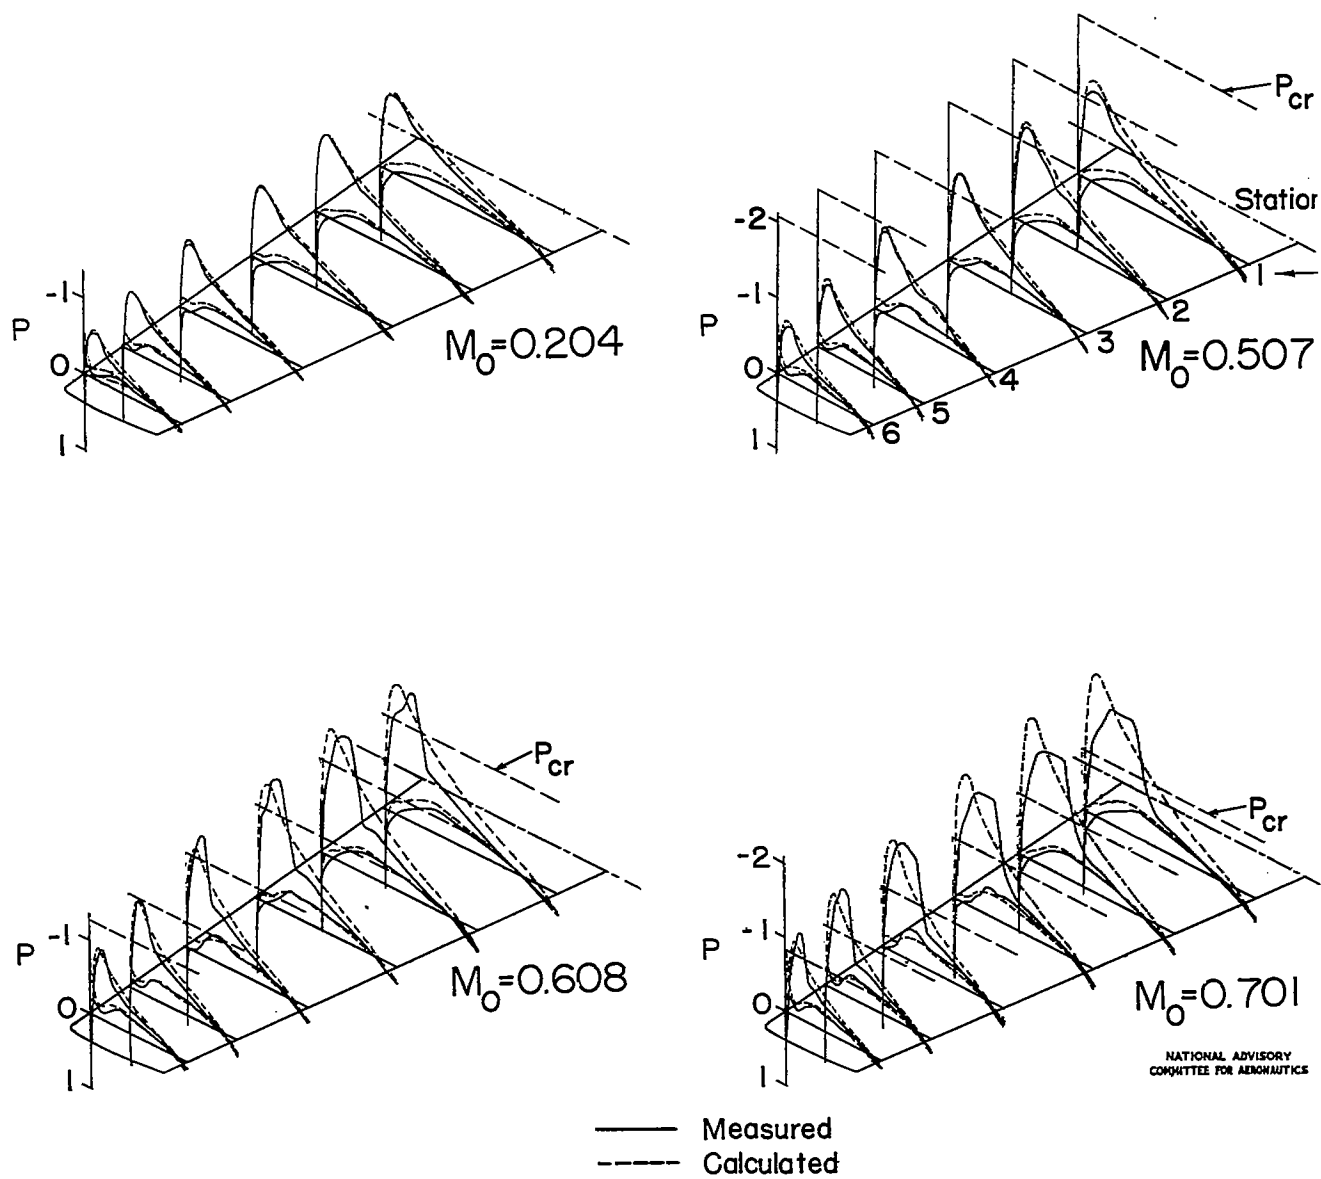 P
-1
0
1
M₀=0.204
Pcr
Station
-2
-1
P
0
1
1
2
3
4
5
6
M₀=0.507
Pcr
-1
P
0
1
M₀=0.608
-2
-1
P
0
1
Pcr
M₀=0.701
NATIONAL ADVISORY
COMMITTEE FOR AERONAUTICS
Measured
Calculated